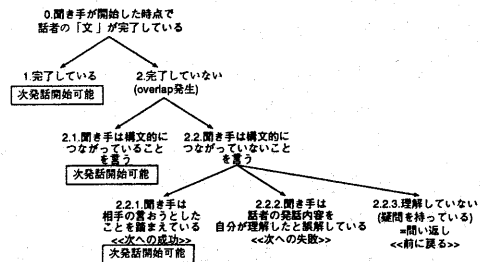 0.聞き手が開始した時点で
話者の「文」が完了している
1.完了している
次発話開始可能
2.完了していない
(overlap発生)
2.1.聞き手は構文的に
つながっていること
を言う
次発話開始可能
2.2.聞き手は構文的に
つながっていないこと
を言う
2.2.1.聞き手は
相手の言おうとした
ことを踏まえている
<<次への成功>>
次発話開始可能
2.2.2.聞き手は
話者の発話内容を
自分が理解したと誤解している
<<次への失敗>>
2.2.3.理解していない
(疑問を持っている)
=問い返し
<<前に戻る>>